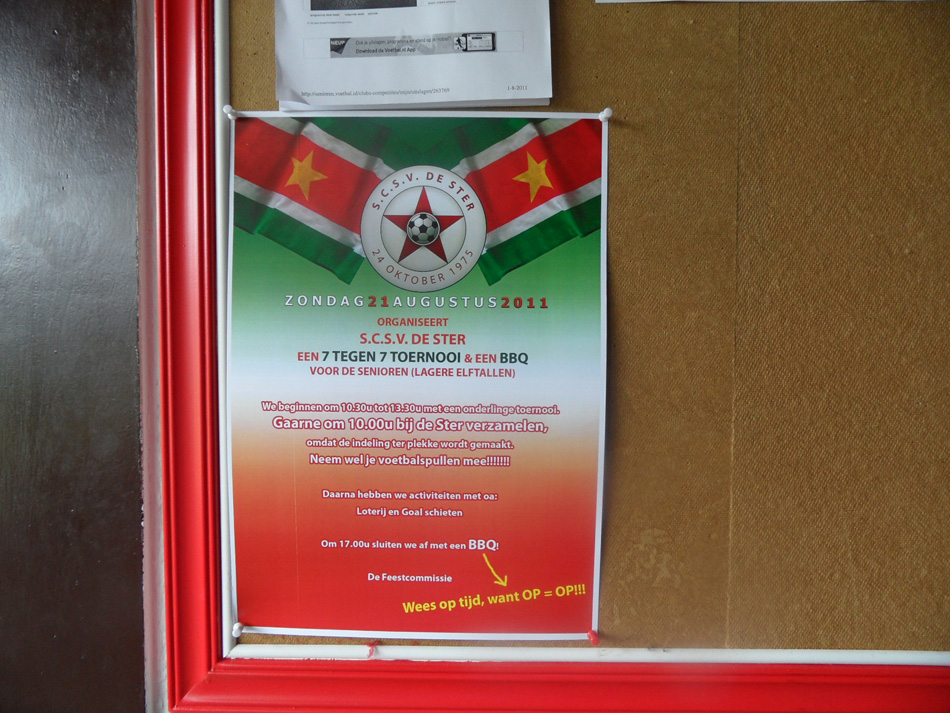 NIEUW
Download de Voetbal.nl App
1-8-2011
S.C.S.V. DE STER
24 OKTOBER 1975
ZONDAG 21 AUGUSTUS 2011
ORGANISEERT
S.C.S.V. DE STER
EEN 7 TEGEN 7 TOERNOOI & EEN BBQ
VOOR DE SENIOREN (LAGERE ELFTALLEN)
We beginnen om 10.30u tot 13.30u met een onderlinge toernooi.
Gaarne om 10.00u bij de Ster verzamelen,
omdat de indeling ter plekke wordt gemaakt.
Neem wel je voetbalspullen mee!!!!!!!
Daarna hebben we activiteiten met oa:
Loterij en Goal schieten
Om 17.00u sluiten we af met een BBQ!
De Feestcommissie
Wees op tijd, want OP = OP!!!